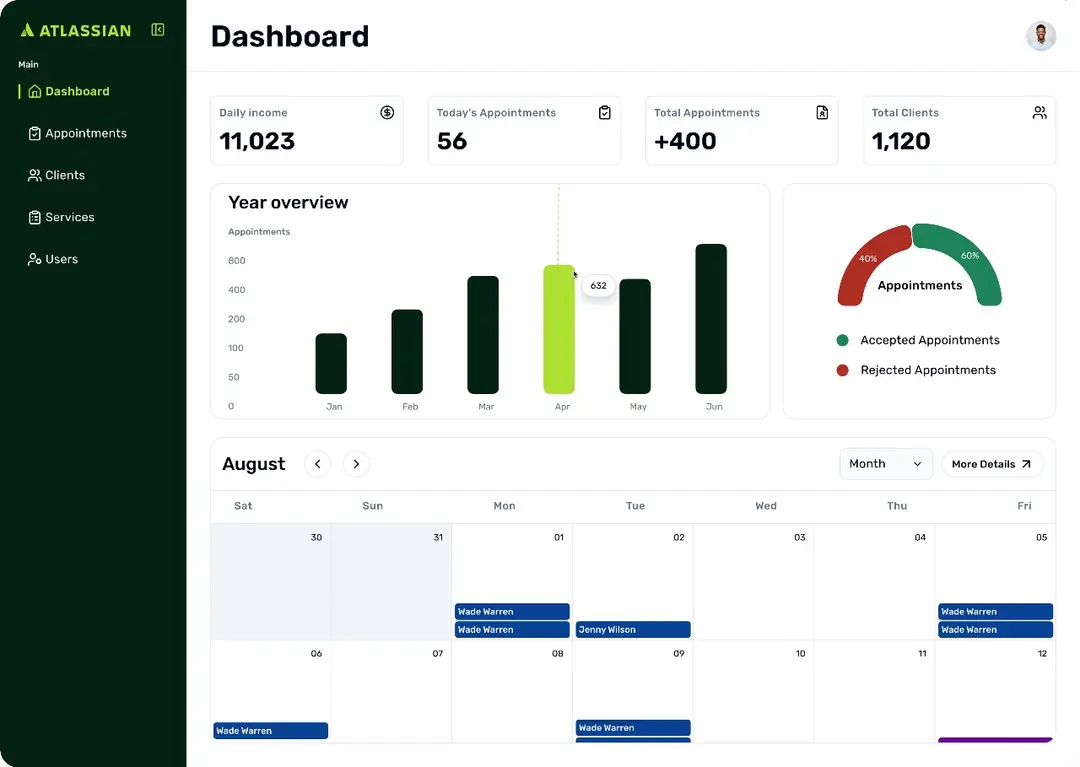 ATLASSIAN
Main
Dashboard
Appointments
Clients
Services
Users
Dashboard
Daily income
11,023
Today's Appointments
56
Total Appointments
+400
Total Clients
1,120
Year overview
Appointments
800
400
200
100
50
0
632
Jan Feb Mar Apr May Jun
40%
60%
Appointments
Accepted Appointments
Rejected Appointments
August
Month
More Details
Sat Sun Mon Tue Wed Thu Fri
30 31 01 02 03 04 05
Wade Warren Wade Warren
Wade Warren Jenny Wilson Wade Warren
06 07 08 09 10 11 12
Wade Warren Wade Warren